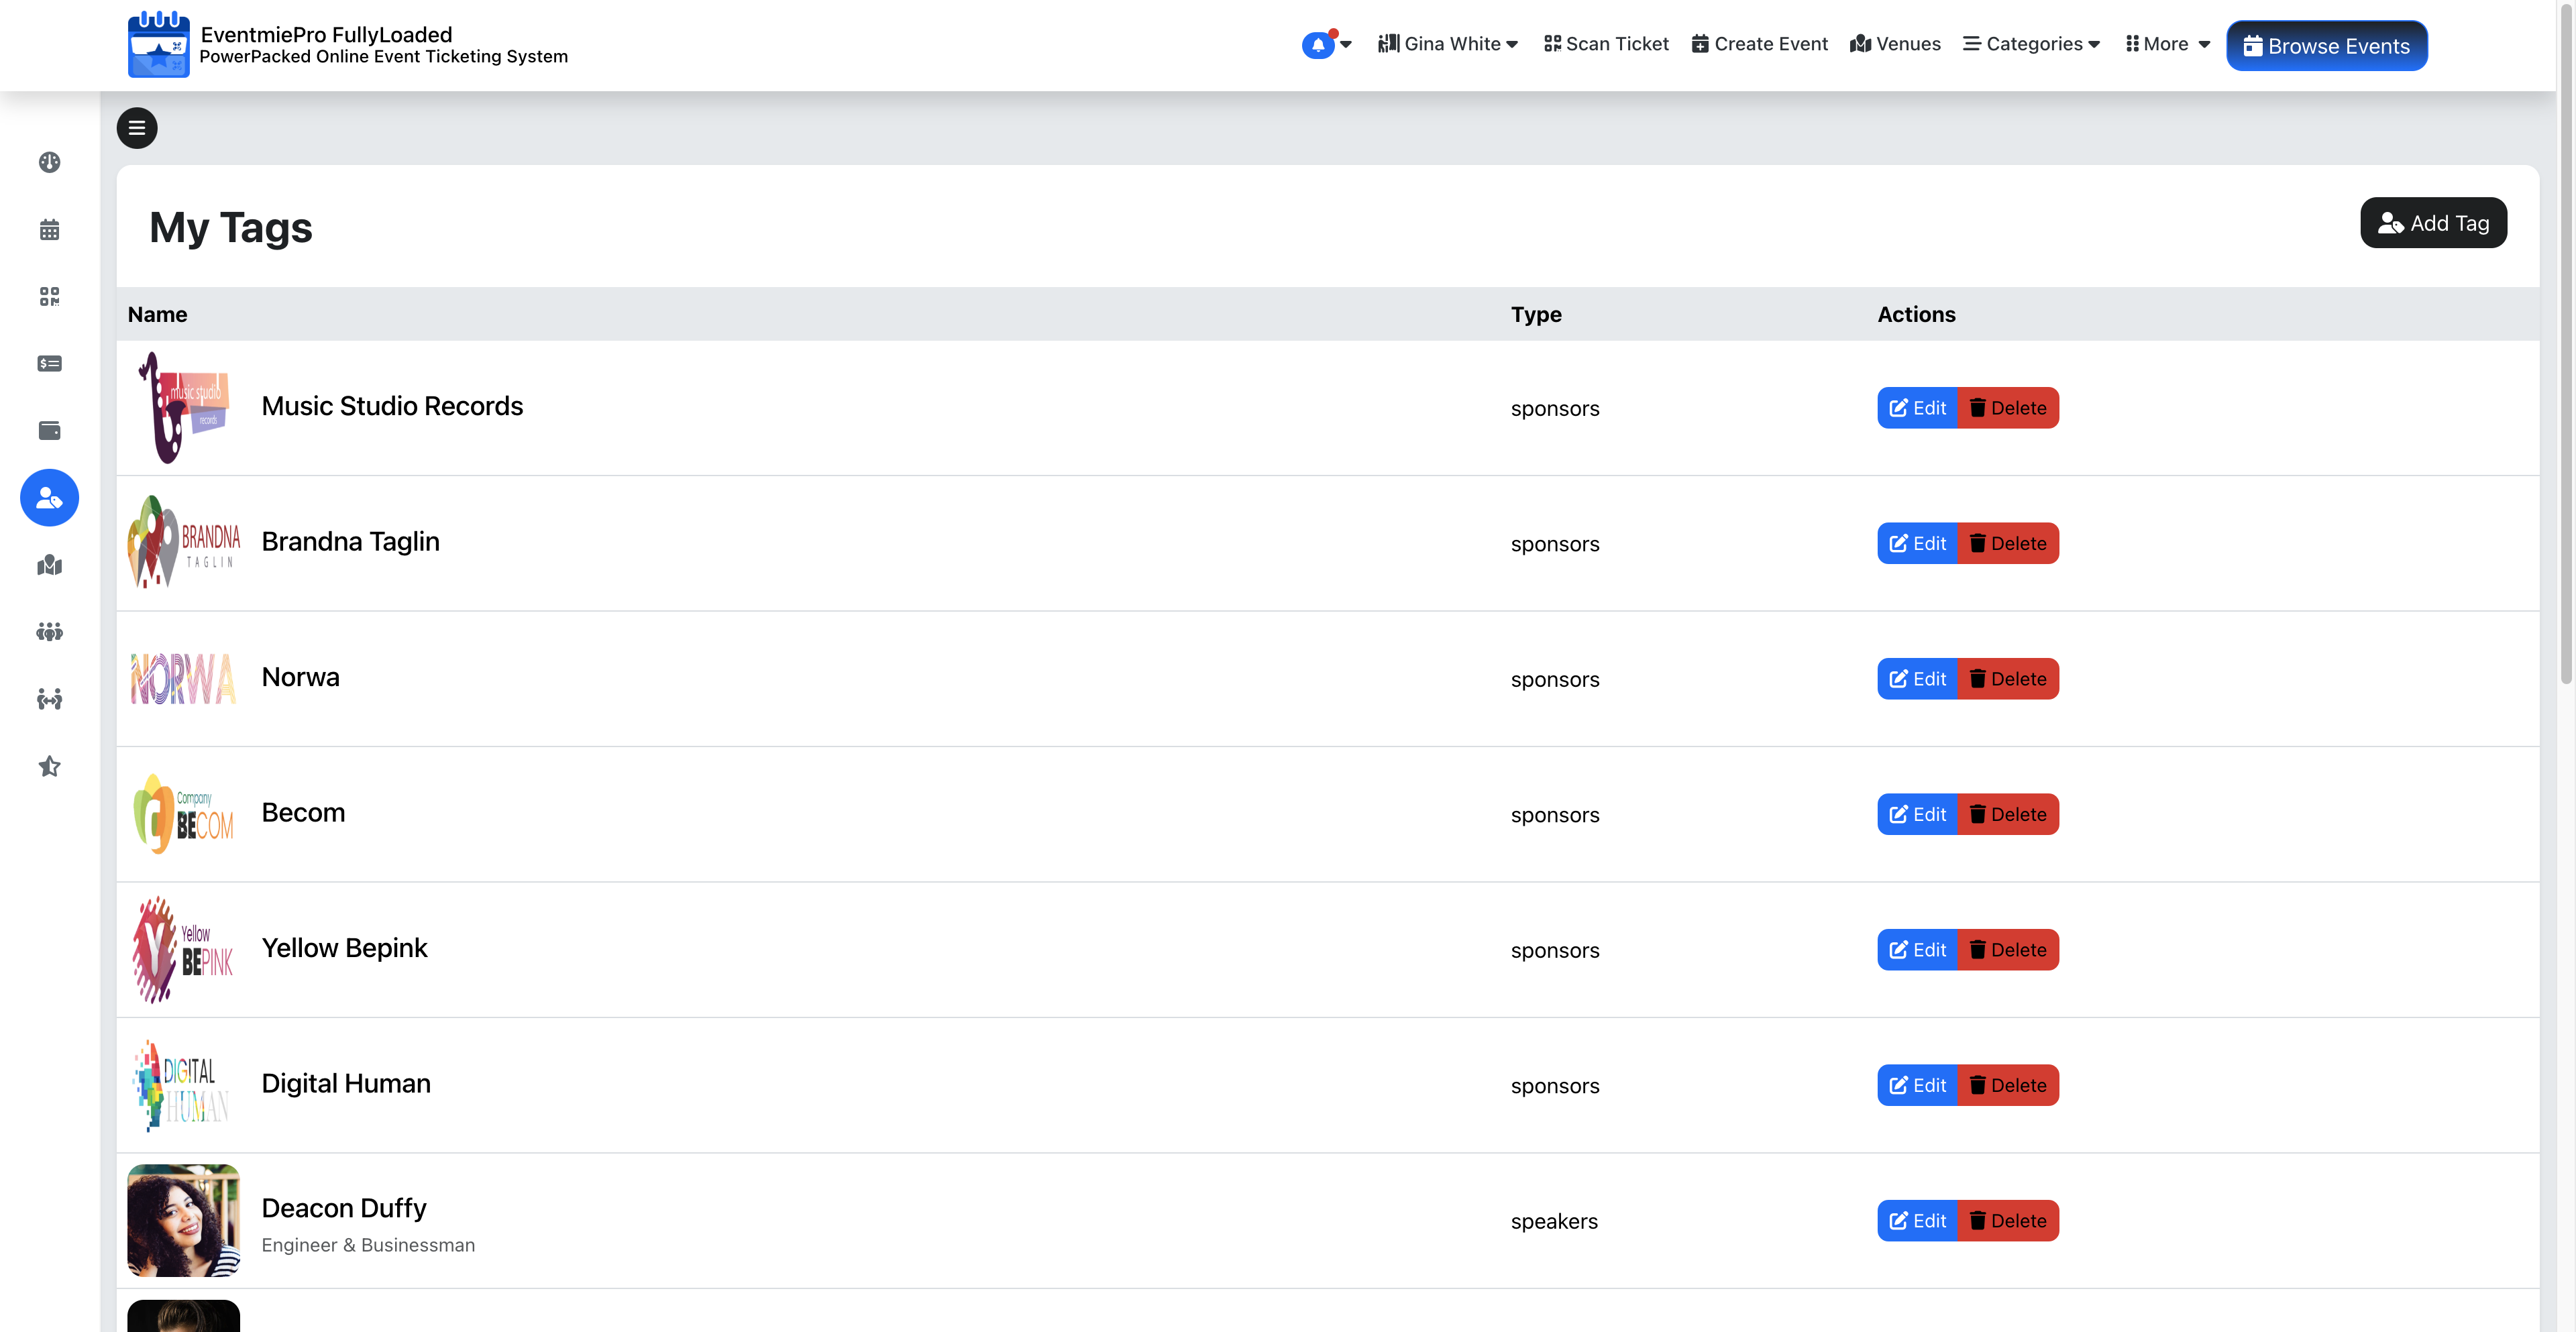 EventmiePro FullyLoaded
PowerPacked Online Event Ticketing System
Gina White
Scan Ticket
Create Event
Venues
Categories
More
Browse Events
My Tags
Add Tag
Name Type Actions
music studio
records
Music Studio Records sponsors Edit Delete
BRANDNA
TAGLIN
Brandna Taglin sponsors Edit Delete
NORWA
Norwa sponsors Edit Delete
Company
BECOM
Becom sponsors Edit Delete
Yellow
BEPINK
Yellow Bepink sponsors Edit Delete
DIGITAL
HUMAN
Digital Human sponsors Edit Delete
Deacon Duffy speakers Edit Delete
Engineer & Businessman